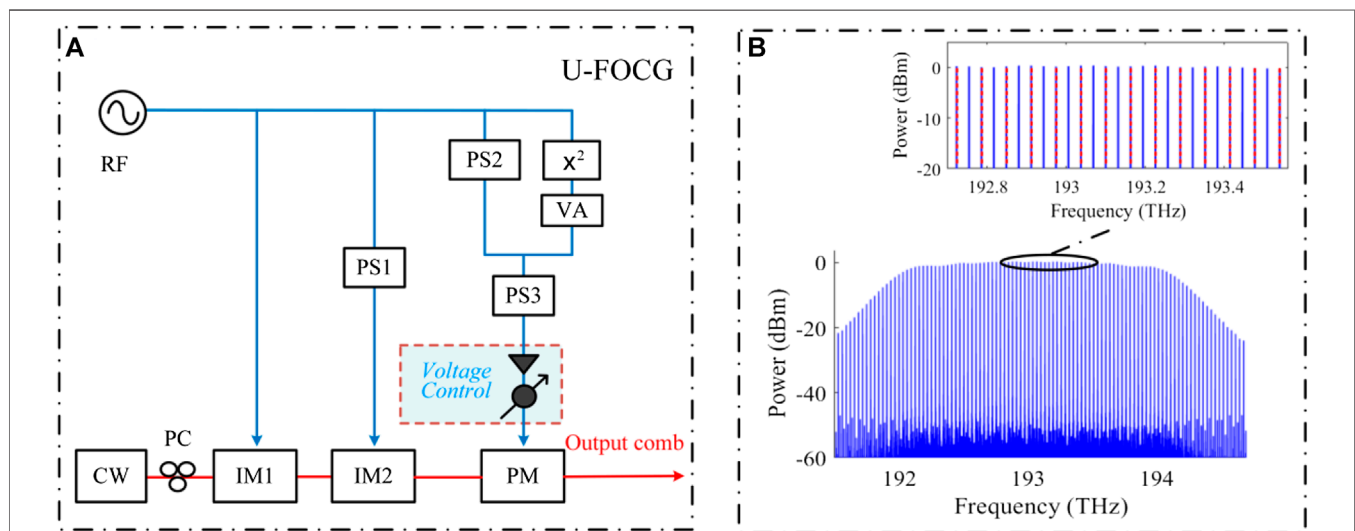 A
U-FOCG
RF
PS2
x²
VA
PS1
PS3
Voltage
Control
PC
Output comb
CW
IM1
IM2
PM
B
Power (dBm)
0
-10
-20
192.8
193
193.2
193.4
Frequency (THz)
Power (dBm)
0
-20
-40
-60
192
193
194
Frequency (THz)